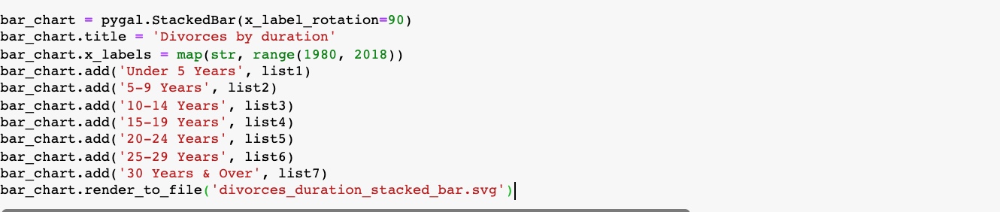 bar_chart = pygal.StackedBar(x_label_rotation=90)
bar_chart.title = 'Divorces by duration'
bar_chart.x_labels = map(str, range(1980, 2018))
bar_chart.add('Under 5 Years', list1)
bar_chart.add('5-9 Years', list2)
bar_chart.add('10-14 Years', list3)
bar_chart.add('15-19 Years', list4)
bar_chart.add('20-24 Years', list5)
bar_chart.add('25-29 Years', list6)
bar_chart.add('30 Years & Over', list7)
bar_chart.render_to_file('divorces_duration_stacked_bar.svg')